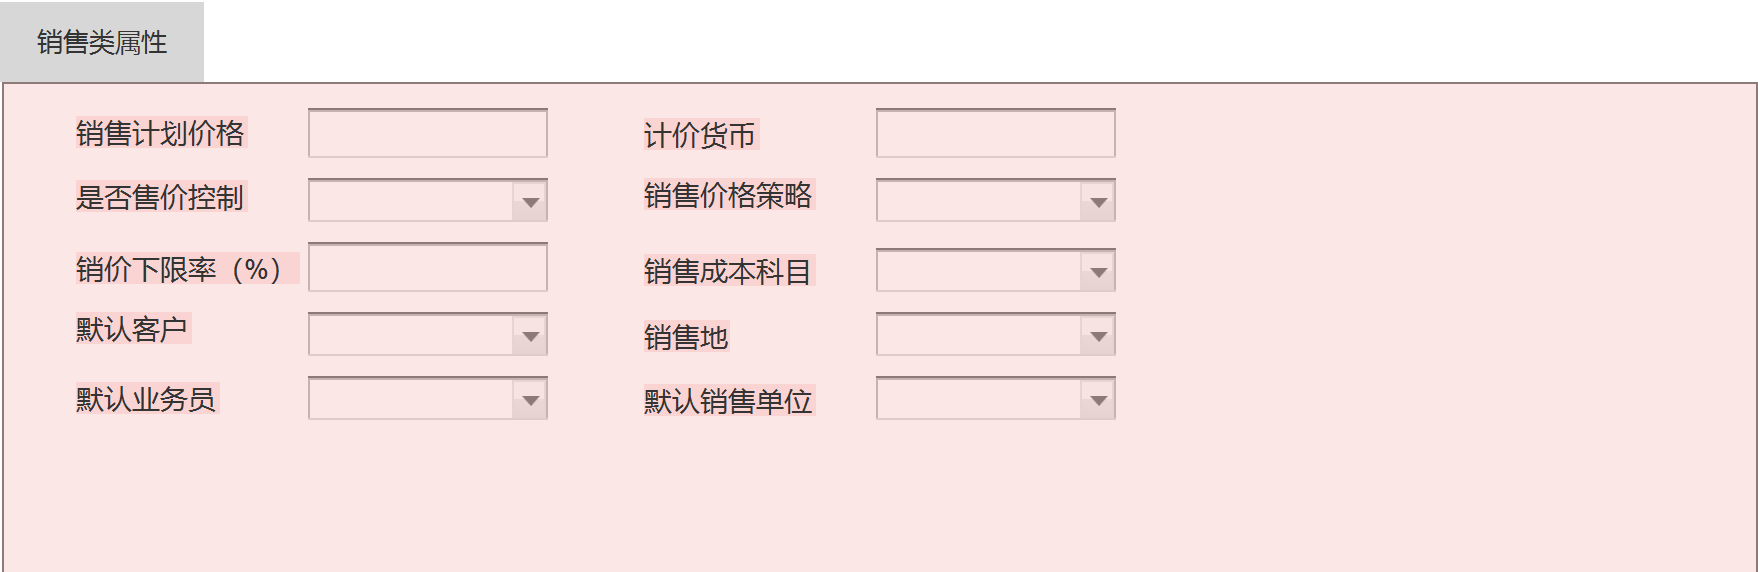 销售类属性
销售计划价格 计价货币
是否售价控制 销售价格策略
销价下限率（%） 销售成本科目
默认客户 销售地
默认业务员 默认销售单位